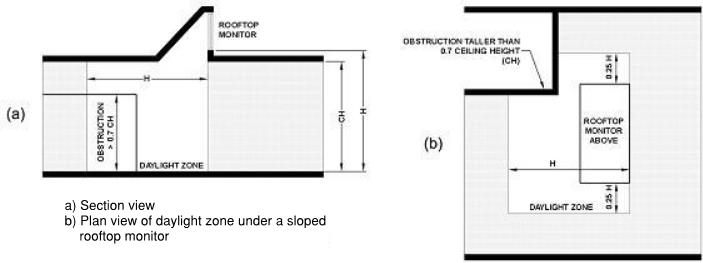 ROOFTOP
MONITOR
H
OBSTRUCTION
> 0.7 CH
CH
H
DAYLIGHT ZONE
(a)
a) Section view
b) Plan view of daylight zone under a sloped
rooftop monitor
OBSTRUCTION TALLER THAN
0.7 CEILING HEIGHT
(CH)
0.25 H
ROOFTOP
MONITOR
ABOVE
(b)
H
0.25 H
DAYLIGHT ZONE